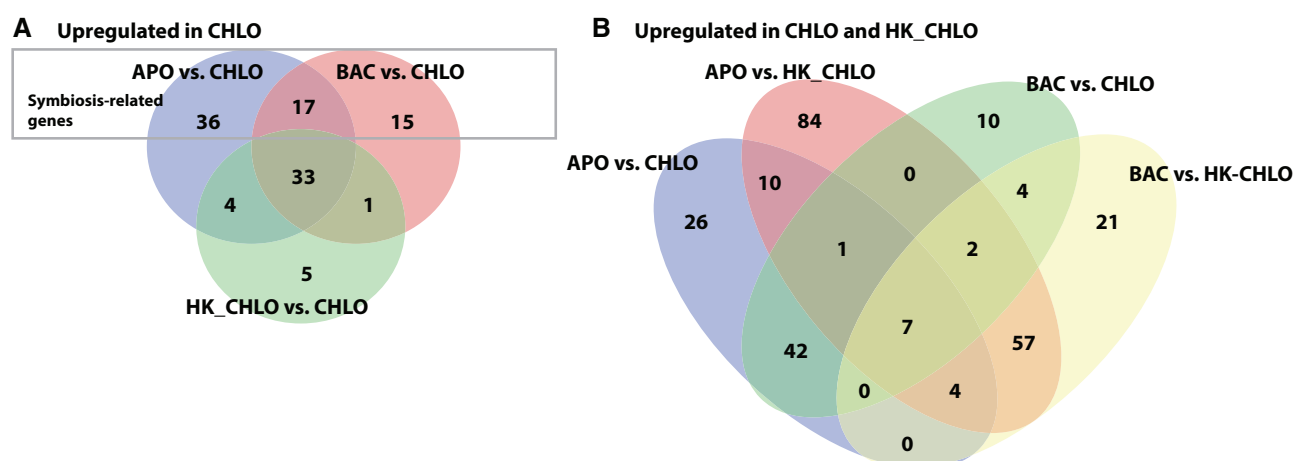 A Upregulated in CHLO
APO vs. CHLO
BAC vs. CHLO
Symbiosis-related
genes
36
17
15
33
4
1
5
HK_CHLO vs. CHLO
B Upregulated in CHLO and HK_CHLO
APO vs. HK_CHLO
BAC vs. CHLO
APO vs. CHLO
BAC vs. HK-CHLO
84
10
10
0
4
26
21
1
2
7
42
57
0
4
0